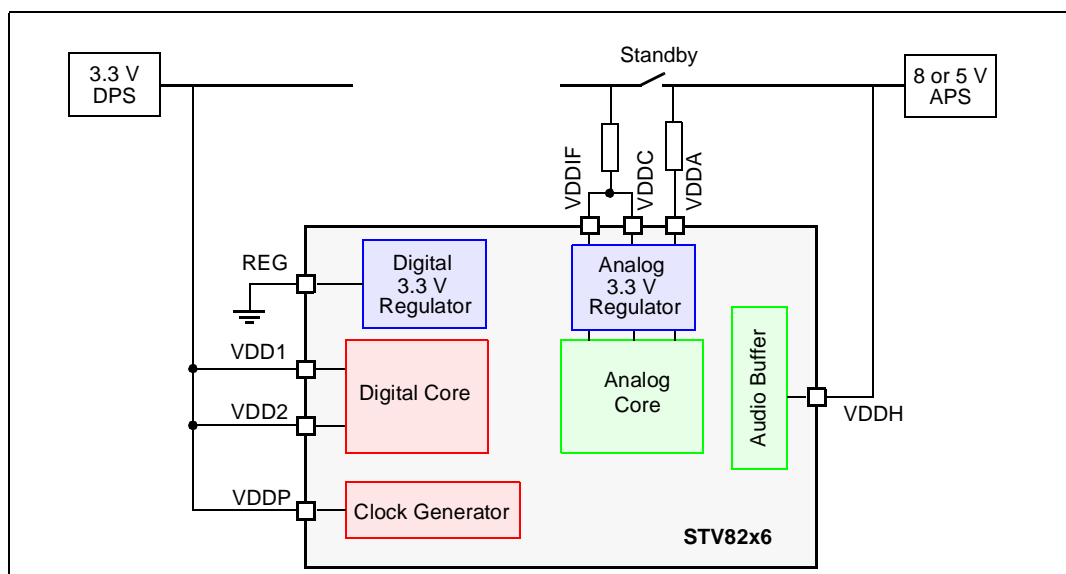 Standby
3.3 V
DPS
8 or 5 V
APS
VDDIF
VDDC
VDDA
REG
Digital
3.3 V
Regulator
Analog
3.3 V
Regulator
VDD1
Digital Core
Analog
Core
Audio Buffer
VDD2
VDDH
VDDP
Clock Generator
STV82x6